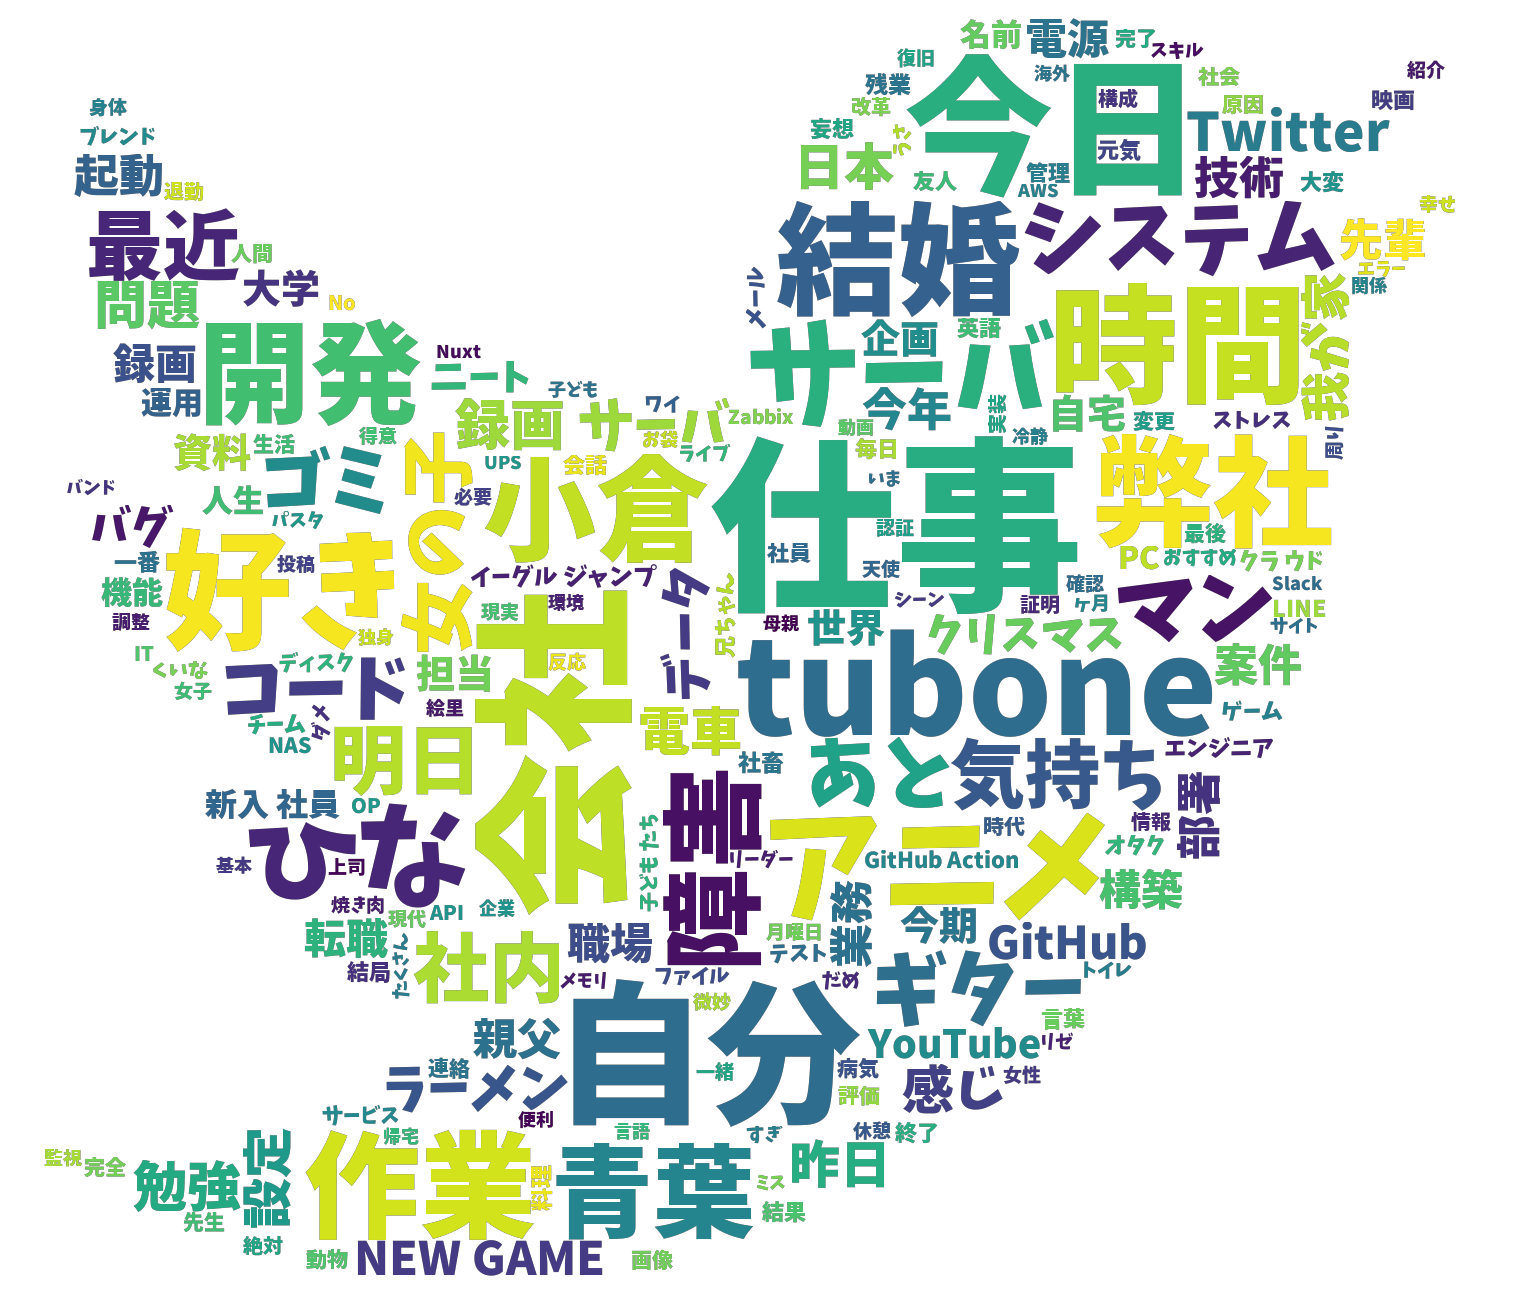 名前
電源
完了
スキル
復旧
今日
海外
社会
紹介
残業
構成
映画
身体
改革
原因
ブレンド
妄想
うさ
Twitter
元気
日本
起動
退勤
友人
管理
AWS
技術
大変
幸せ
最近
人間
結婚
システム
先輩
エラー
大学
問題
No
メール
関係
開発
時間
我が家
録画
Nuxt
サーバ
企画
英語
ニート
運用
子ども
ワイ
今年
実装
自宅
変更
ストレス
録画 サーバ
Zabbix
得意
お袋
動画
冷静
周り
資料
生活
ゴミ
女の子
ライブ
毎日
仕事
弊社
UPS
会話
小倉
いま
バンド
人生
必要
バグ
パスタ
認証
最後
好き
一番
投稿
社員
PC
おすすめ
クラウド
イーグル ジャンプ
天使
機能
データ
兄ちゃん
確認
マン
Slack
現実
環境
シーン
証明
ケ月
LINE
調整
独身
会社
母親
世界
クリスマス
サイト
IT
くいな
ディスク
担当
反応
tubone
案件
女子
コード
絵里
ゲーム
チーム
ダメ
電車
NAS
明日
社畜
あと
気持ち
エンジニア
新入 社員
OP
障害
部署
ひな
子どもたち
アニメ
時代
情報
基本
上司
リーダー
GitHub Action
オタク
焼き肉
現代
API
企業
業務
構築
転職
たくさん
社内
職場
月曜日
今期
GitHub
結局
メモリ
ファイル
テスト
だめ
ギター
トイレ
微妙
自分
言葉
親父
YouTube
リゼ
ラーメン
連絡
一緒
病気
感じ
女性
評価
サービス
便利
帰宅
言語
すぎ
休憩
終了
監視
完全
勉強
設定
作業
青葉
昨日
ミス
先生
結果
絶対
動物
NEW GAME
画像